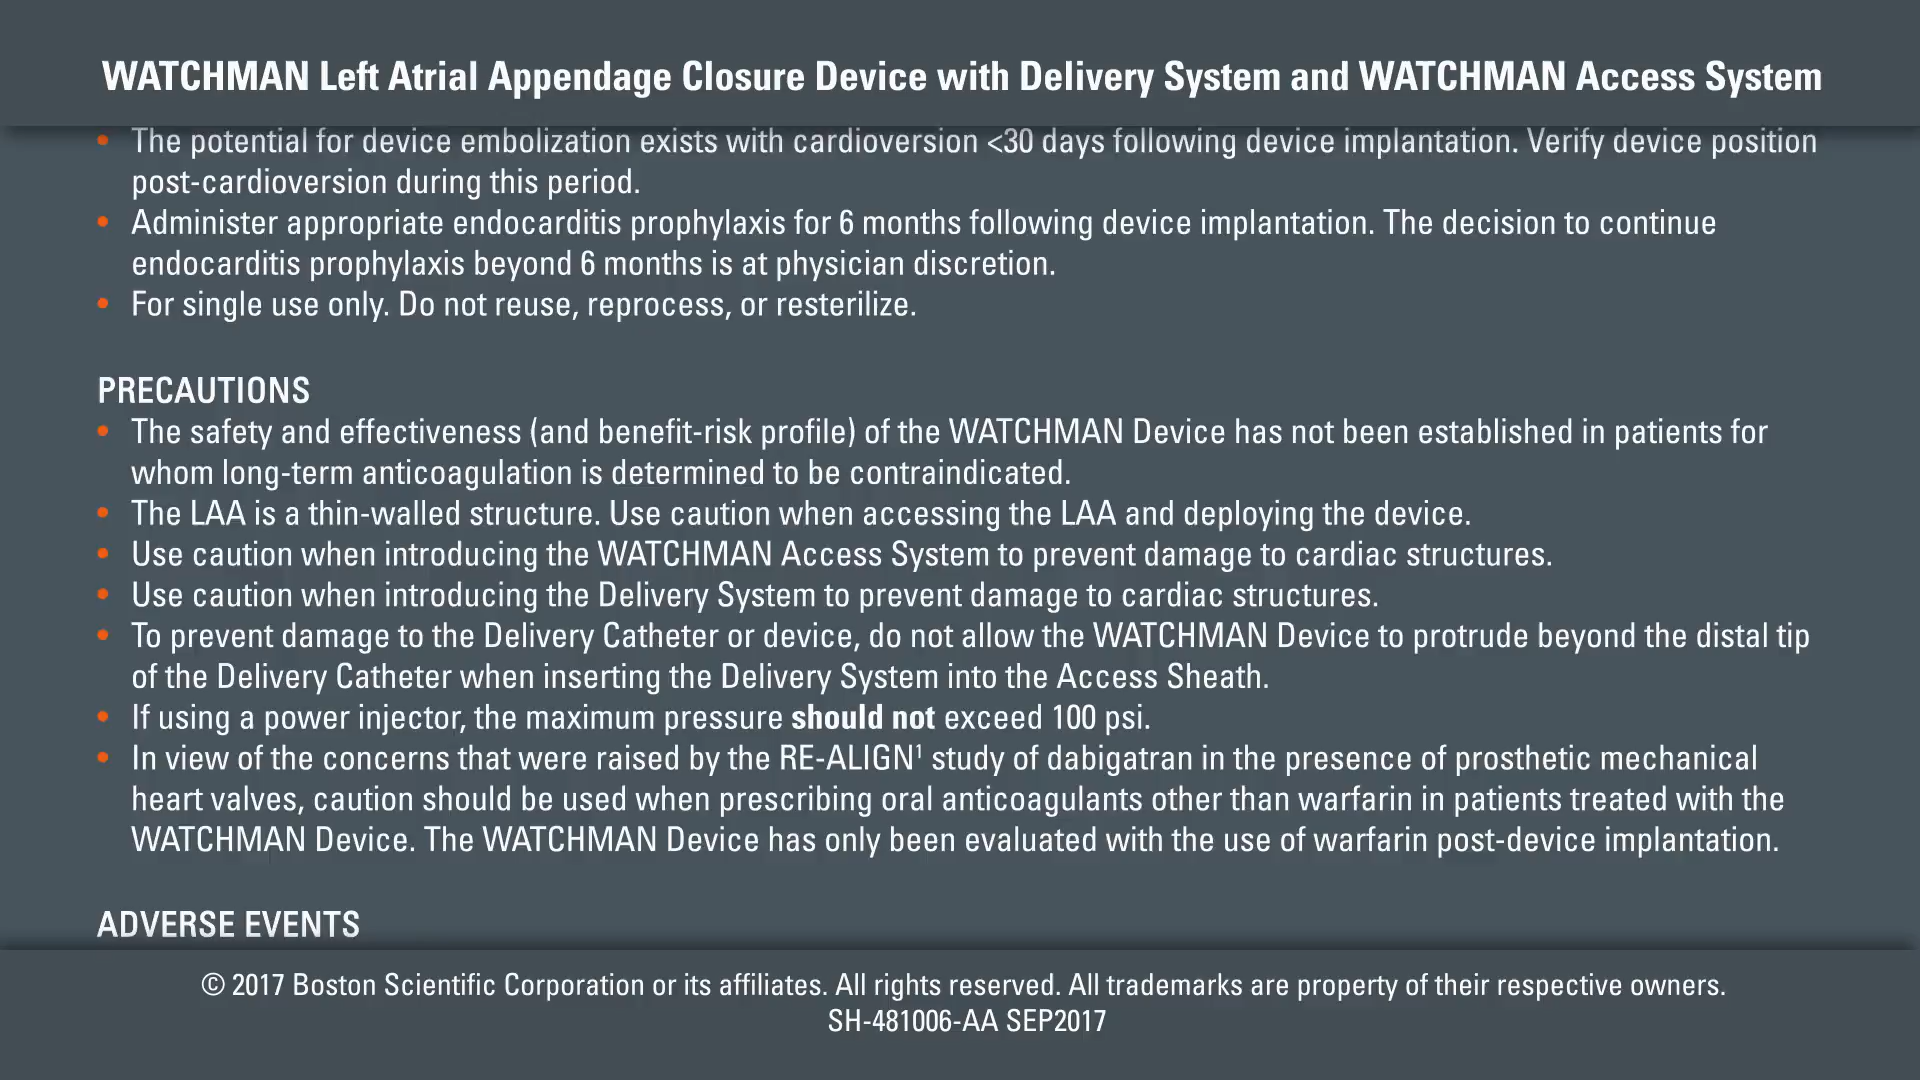 WATCHMAN Left Atrial Appendage Closure Device with Delivery System and WATCHMAN Access System
• The potential for device embolization exists with cardioversion <30 days following device implantation. Verify device position
post-cardioversion during this period.
• Administer appropriate endocarditis prophylaxis for 6 months following device implantation. The decision to continue
endocarditis prophylaxis beyond 6 months is at physician discretion.
• For single use only. Do not reuse, reprocess, or resterilize.
PRECAUTIONS
• The safety and effectiveness (and benefit-risk profile) of the WATCHMAN Device has not been established in patients for
whom long-term anticoagulation is determined to be contraindicated.
• The LAA is a thin-walled structure. Use caution when accessing the LAA and deploying the device.
• Use caution when introducing the WATCHMAN Access System to prevent damage to cardiac structures.
• Use caution when introducing the Delivery System to prevent damage to cardiac structures.
• To prevent damage to the Delivery Catheter or device, do not allow the WATCHMAN Device to protrude beyond the distal tip
of the Delivery Catheter when inserting the Delivery System into the Access Sheath.
• If using a power injector, the maximum pressure should not exceed 100 psi.
• In view of the concerns that were raised by the RE-ALIGN¹ study of dabigatran in the presence of prosthetic mechanical
heart valves, caution should be used when prescribing oral anticoagulants other than warfarin in patients treated with the
WATCHMAN Device. The WATCHMAN Device has only been evaluated with the use of warfarin post-device implantation.
ADVERSE EVENTS
© 2017 Boston Scientific Corporation or its affiliates. All rights reserved. All trademarks are property of their respective owners.
SH-481006-AA SEP2017